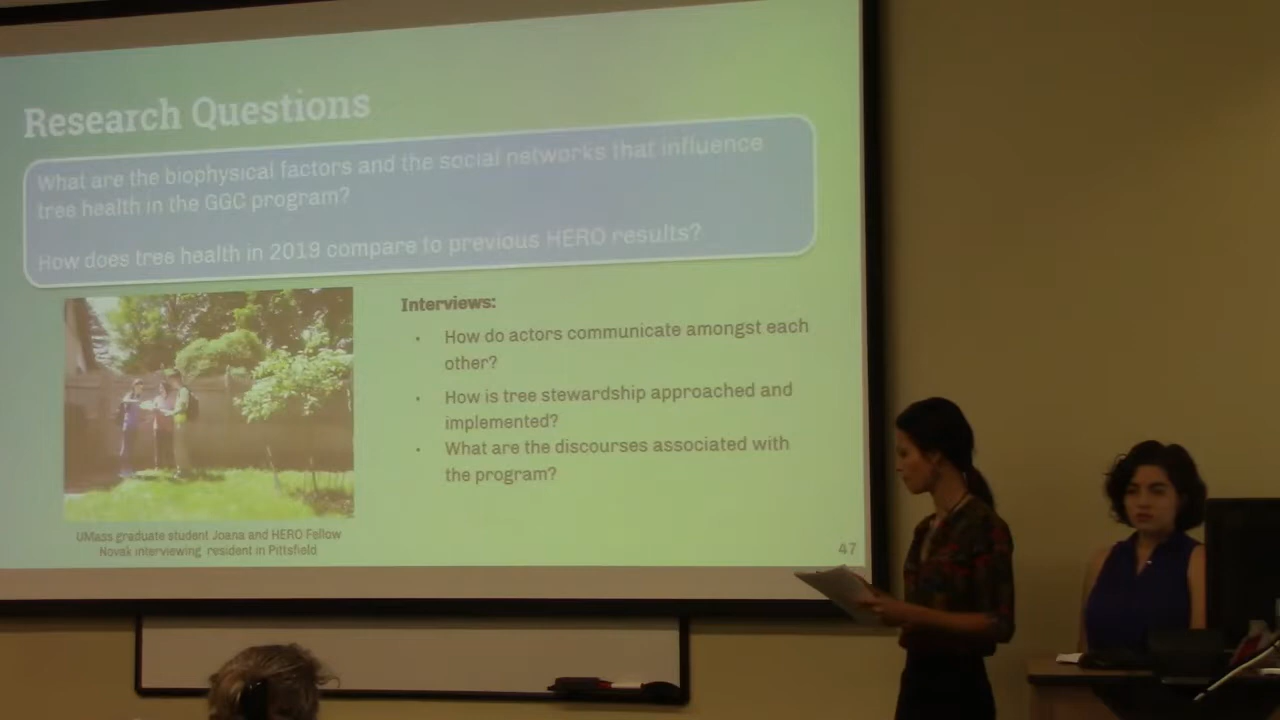 Research Questions
What are the biophysical factors and the social networks that influence
tree health in the GGC program?
How does tree health in 2019 compare to previous HERO results?
Interviews:
• How do actors communicate amongst each
other?
• How is tree stewardship approached and
implemented?
• What are the discourses associated with
the program?
UMass graduate student Joana and HERO Fellow
Novak interviewing resident in Pittsfield
47